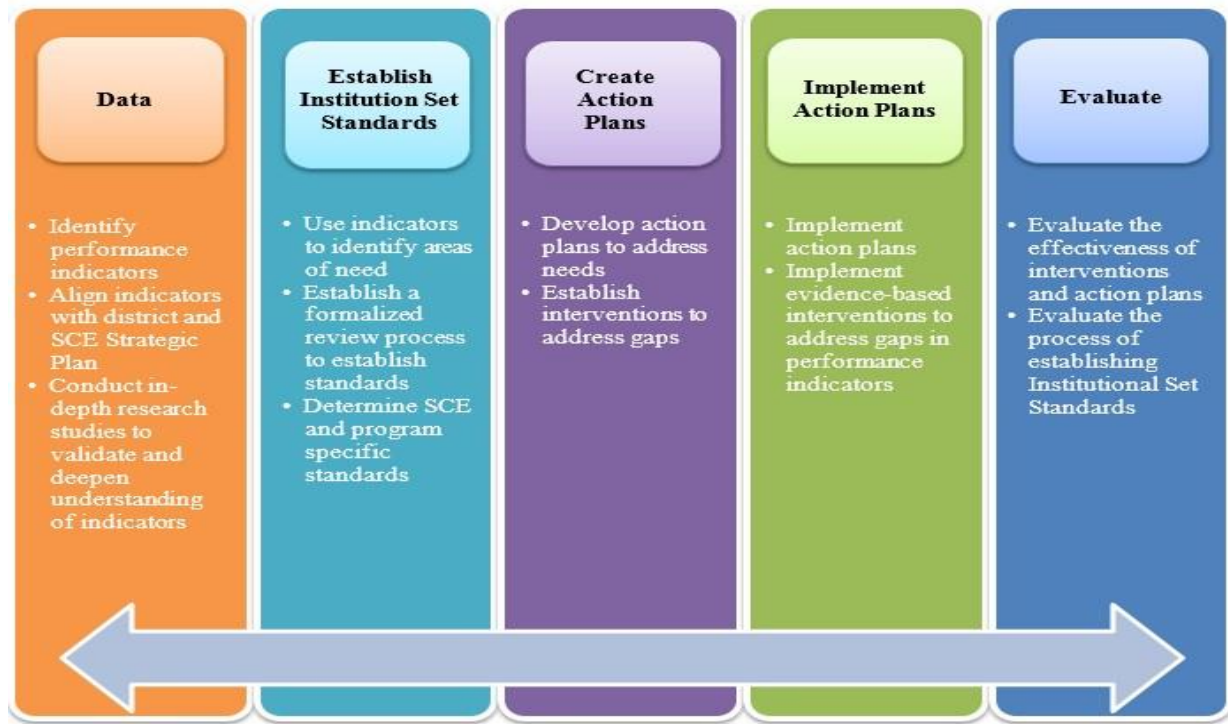 Data
• Identify
performance
indicators
• Align indicators
with district and
SCE Strategic
Plan
• Conduct in-
depth research
studies to
validate and
deepen
understanding
of indicators
Establish
Institution Set
Standards
• Use indicators
to identify areas
of need
• Establish a
formalized
review process
to establish
standards
• Determine SCE
and program
specific
standards
Create
Action
Plans
• Develop action
plans to address
needs
• Establish
interventions to
address gaps
Implement
Action Plans
• Implement
action plans
• Implement
evidence-based
interventions to
address gaps in
performance
indicators
Evaluate
• Evaluate the
effectiveness of
interventions
and action plans
• Evaluate the
process of
establishing
Institutional Set
Standards